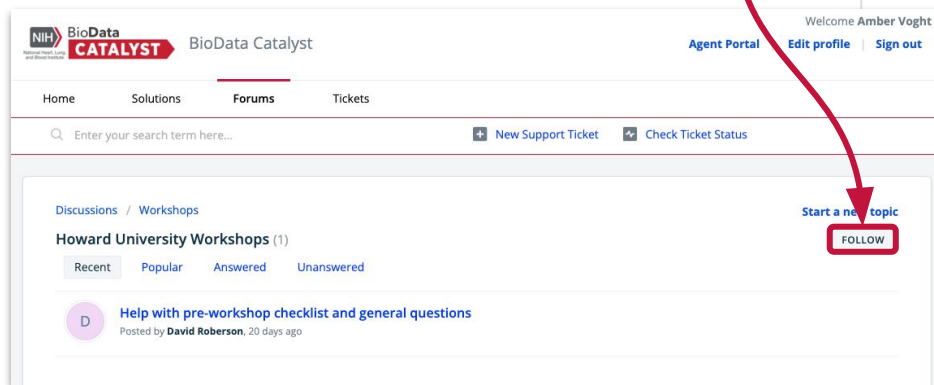 Welcome Amber Voght
NIH BioData CATALYST
National Heart, Lung, and Blood Institute
BioData Catalyst
Agent Portal Edit profile Sign out
Home Solutions Forums Tickets
Enter your search term here...
New Support Ticket Check Ticket Status
Discussions / Workshops
Start a new topic
Howard University Workshops (1)
FOLLOW
Recent Popular Answered Unanswered
D
Help with pre-workshop checklist and general questions
Posted by David Roberson, 20 days ago